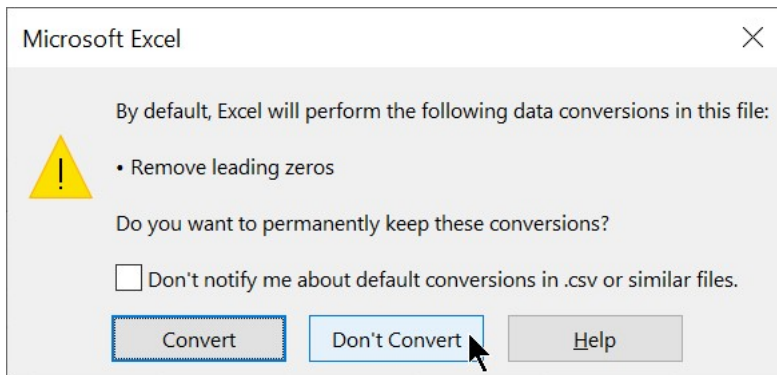 Microsoft Excel
By default, Excel will perform the following data conversions in this file:
• Remove leading zeros
Do you want to permanently keep these conversions?
Don't notify me about default conversions in .csv or similar files.
Convert Don't Convert Help